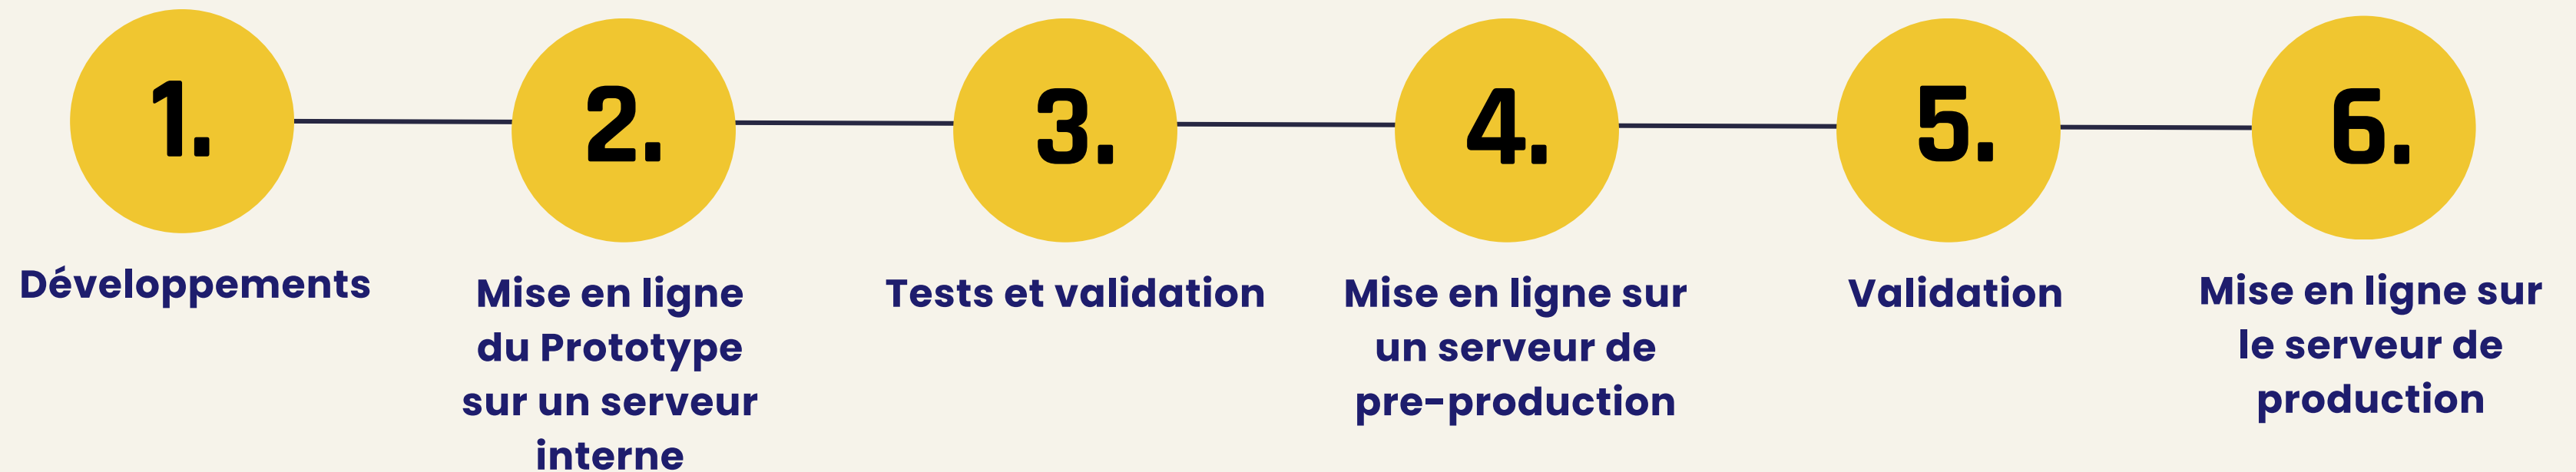 1.
Développements
2.
Mise en ligne
du Prototype
sur un serveur
interne
3.
Tests et validation
4.
Mise en ligne sur
un serveur de
pre-production
5.
Validation
6.
Mise en ligne sur
le serveur de
production